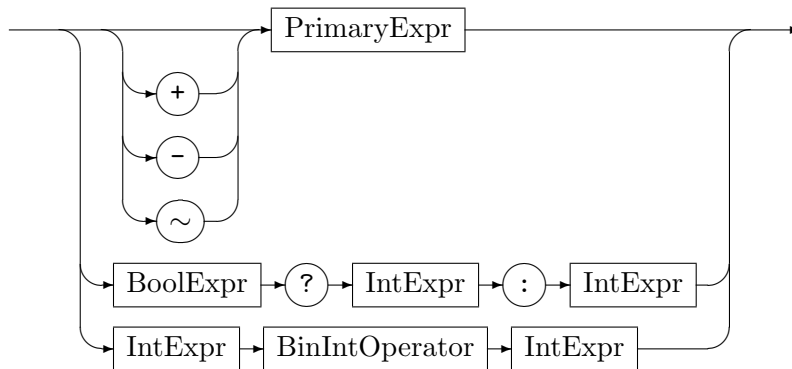 PrimaryExpr
+
-
~
BoolExpr ? IntExpr : IntExpr
IntExpr BinIntOperator IntExpr